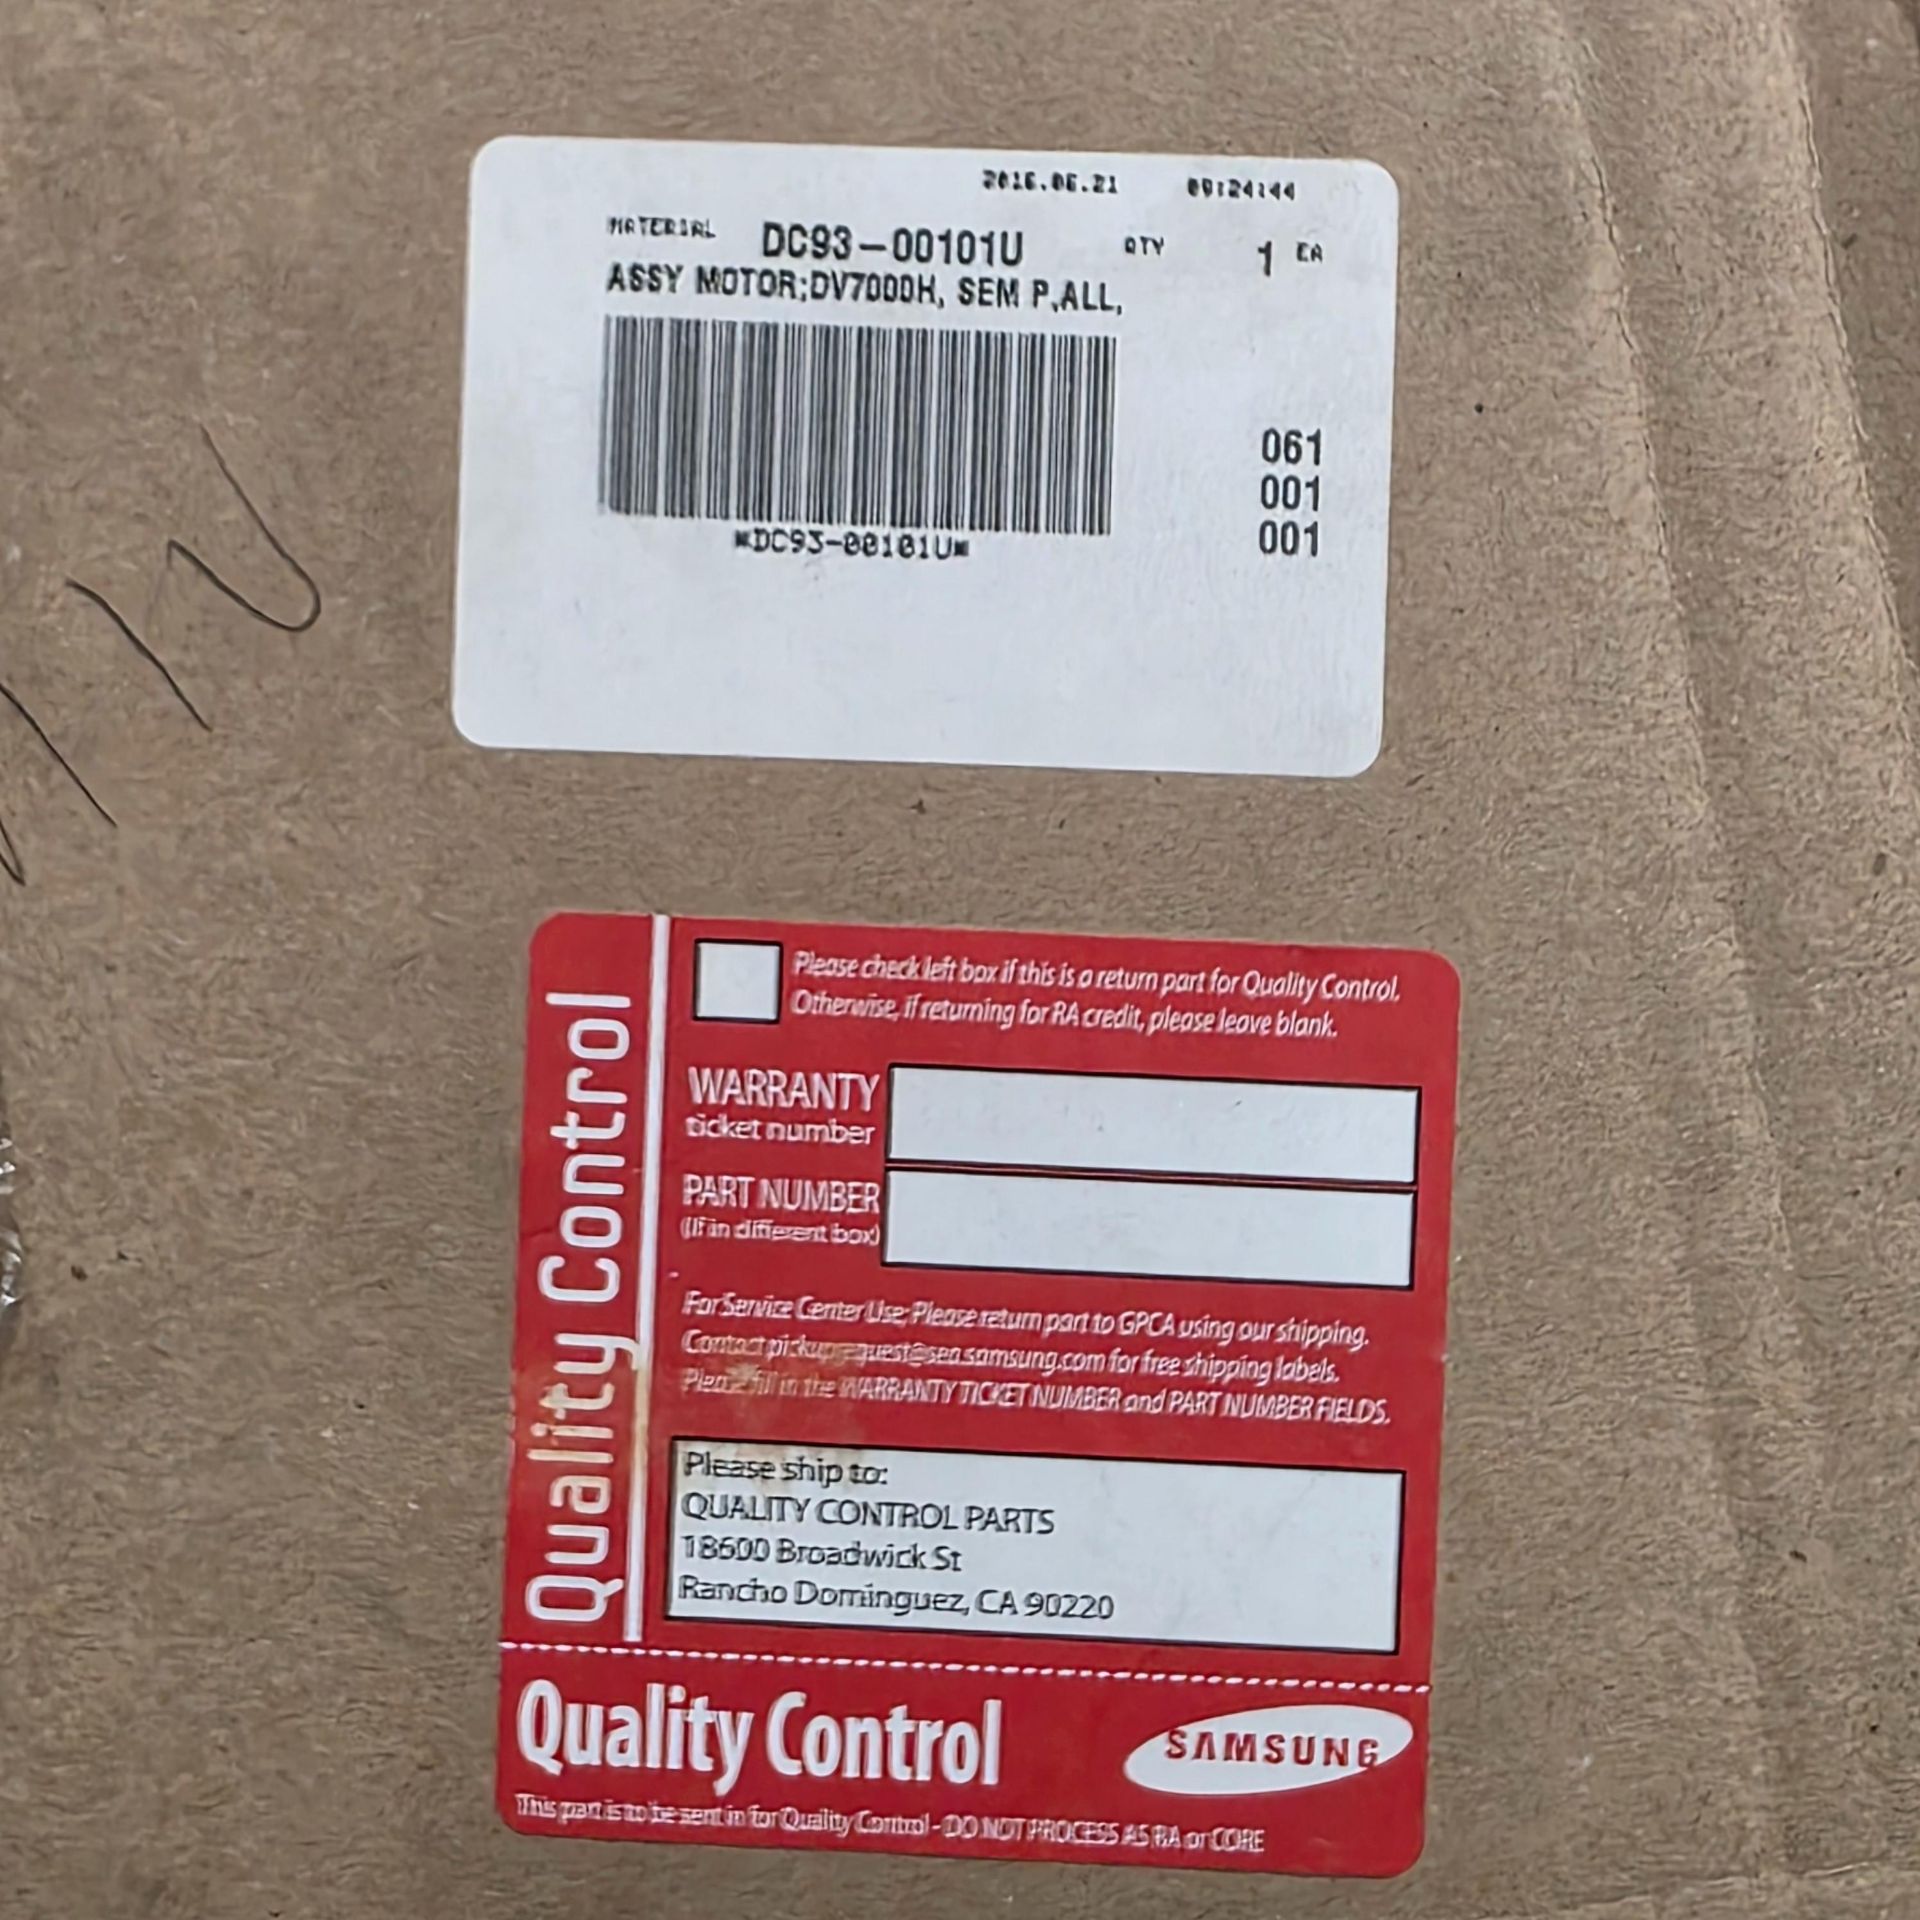 2016.06.21 09:24:44
MATERIAL DC93-00101U QTY 1 EA
ASSY MOTOR;DV7000H, SEM P,ALL,
*DC93-00101U*
061
001
001
1U
Quality Control
Please check left box if this is a return part for Quality Control.
Otherwise, if returning for RA credit, please leave blank.
WARRANTY
ticket number
PART NUMBER
(If in different box)
For Service Center Use; Please return part to GPCA using our shipping.
Contact pickuprequest@sea.samsung.com for free shipping labels.
Please fill in the WARRANTY TICKET NUMBER and PART NUMBER FIELDS.
Please ship to:
QUALITY CONTROL PARTS
18600 Broadwick St
Rancho Dominguez, CA 90220
Quality Control
SAMSUNG
This part is to be sent in for Quality Control - DO NOT PROCESS AS RA or CORE